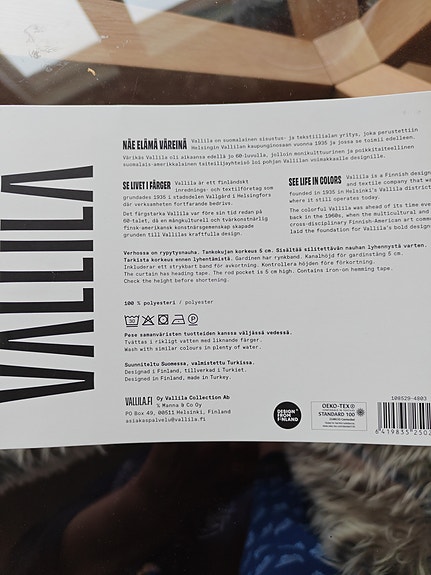 VALLILA
NÄE ELÄMÄ VÄREINÄ Vallila on suomalainen sisustus- ja tekstiilialan yritys, joka perustettiin
Helsingin Vallilan kaupunginosaan vuonna 1935 ja jossa se toimii edelleen.
Värikäs Vallila oli aikaansa edellä jo 60-luvulla, jolloin monikulttuurinen ja poikkitaiteellinen
suomalais-amerikkalainen taiteilijayhteisö loi pohjan Vallilan voimakkaalle designille.
SE LIVET I FÄRGER Vallila är ett finländskt
inrednings- och textilföretag som
grundades 1935 i stadsdelen Vallgård i Helsingfors
där verksamheten fortfarande bedrivs.
Det färgstarka Vallila var före sin tid redan på
60-talet, då en mångkulturell och tvärkonstnärlig
finsk-amerikansk konstnärsgemenskap skapade
grunden till Vallilas kraftfulla design.
SEE LIFE IN COLORS Vallila is a Finnish design
and textile company that wa
founded in 1935 in Helsinki's Vallila district
where it still operates today.
The colorful Vallila was ahead of its time eve
back in the 1960s, when the multicultural and
cross-disciplinary Finnish-American art comm
laid the foundation for Vallila's bold design
Verhossa on rypytysnauha. Tankokujan korkeus 5 cm. Sisältää silitettävän nauhan lyhennystä varten.
Tarkista korkeus ennen lyhentämistä. Gardinen har rynkband. Kanalhöjd för gardinstång 5 cm.
Inkluderar ett strykbart band för avkortning. Kontrollera höjden före förkortning.
The curtain has heading tape. The rod pocket is 5 cm high. Contains iron-on hemming tape.
Check the height before shortening.
100 % polyesteri / polyester
30
P
Pese samanväristen tuotteiden kanssa väljässä vedessä.
Tvättas i rikligt vatten med liknande färger.
Wash with similar colours in plenty of water.
Suunniteltu Suomessa, valmistettu Turkissa.
Designad i Finland, tillverkad i Turkiet.
Designed in Finland, made in Turkey.
VALLILA.FI Oy Vallila Collection Ab
% Manna & Co Oy
PO Box 49, 00511 Helsinki, Finland
asiakaspalvelu@vallila.fi
DESIGN
FROM
FINLAND
OEKO-TEX®
STANDARD 100
109529-4803
6 419835 2502